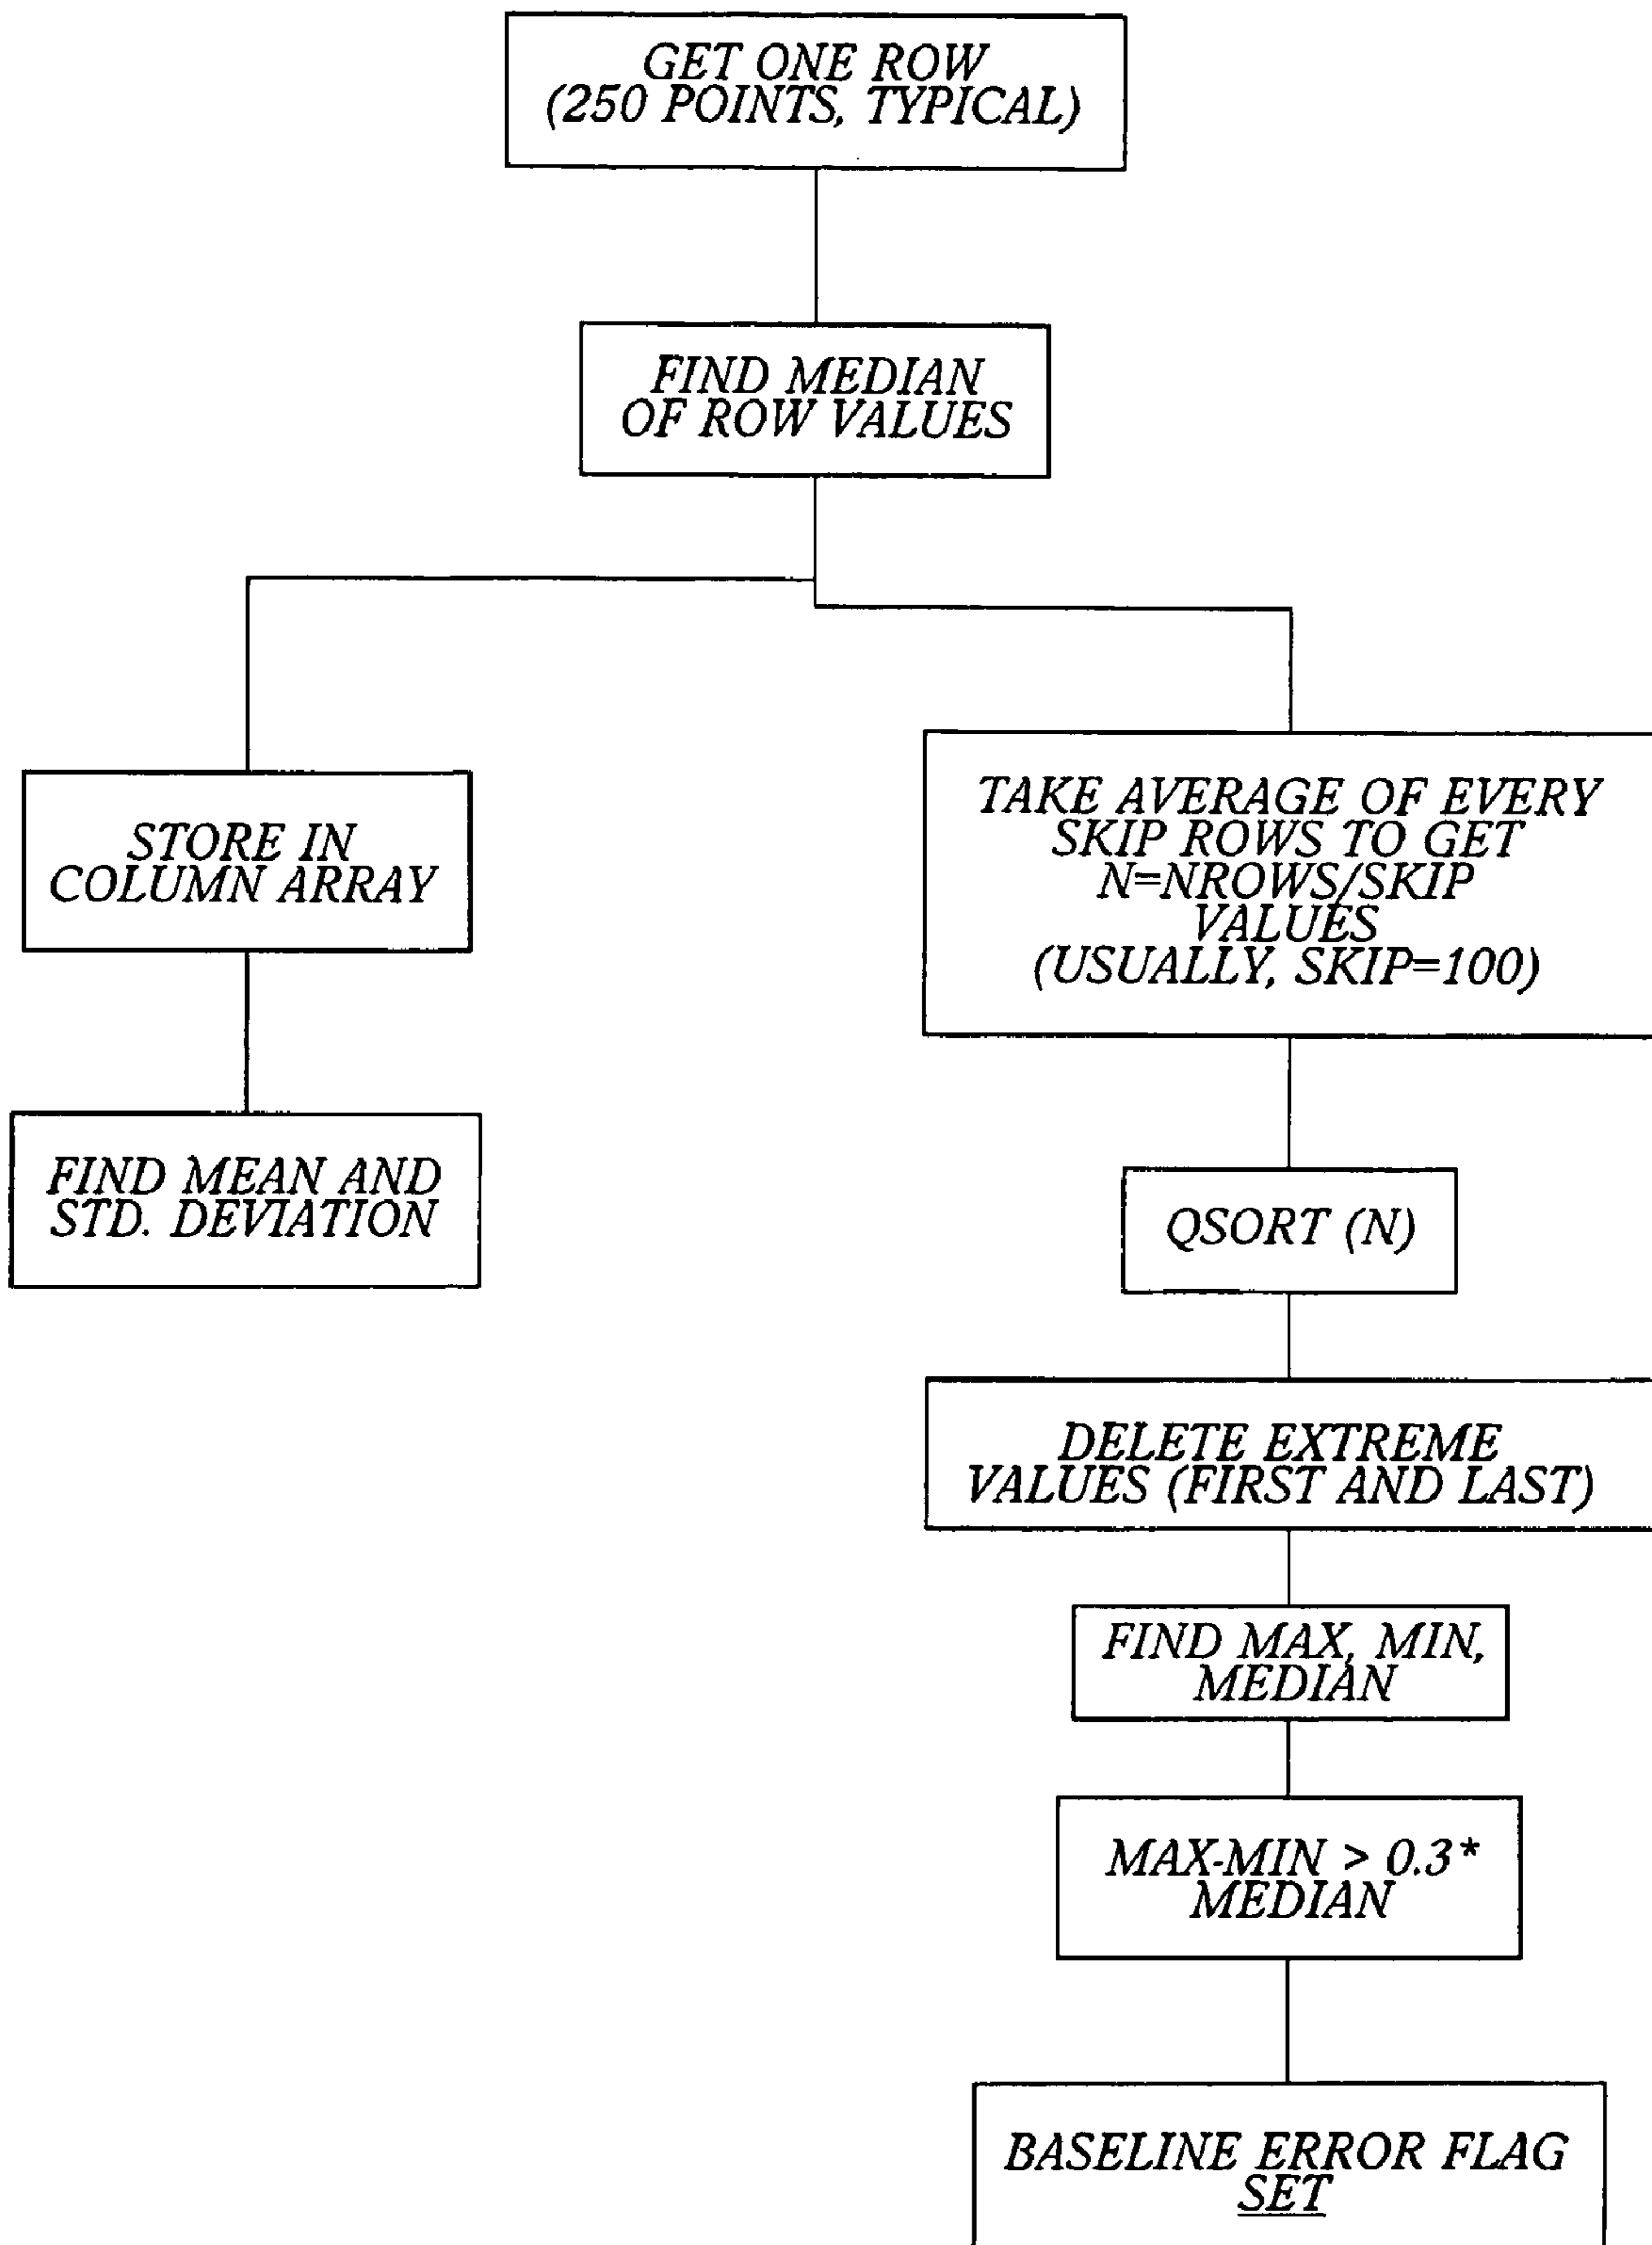 GET ONE ROW
(250 POINTS, TYPICAL)
FIND MEDIAN
OF ROW VALUES
STORE IN
COLUMN ARRAY
FIND MEAN AND
STD. DEVIATION
TAKE AVERAGE OF EVERY
SKIP ROWS TO GET
N=NROWS/SKIP
VALUES
(USUALLY, SKIP=100)
QSORT (N)
DELETE EXTREME
VALUES (FIRST AND LAST)
FIND MAX, MIN,
MEDIAN
MAX-MIN > 0.3*
MEDIAN
BASELINE ERROR FLAG
SET